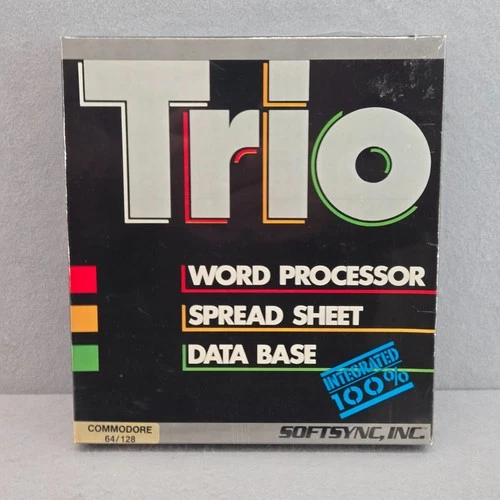 Trio
WORD PROCESSOR
SPREAD SHEET
DATA BASE
INTEGRATED
100%
COMMODORE
64/128
SOFTSYNC, INC.